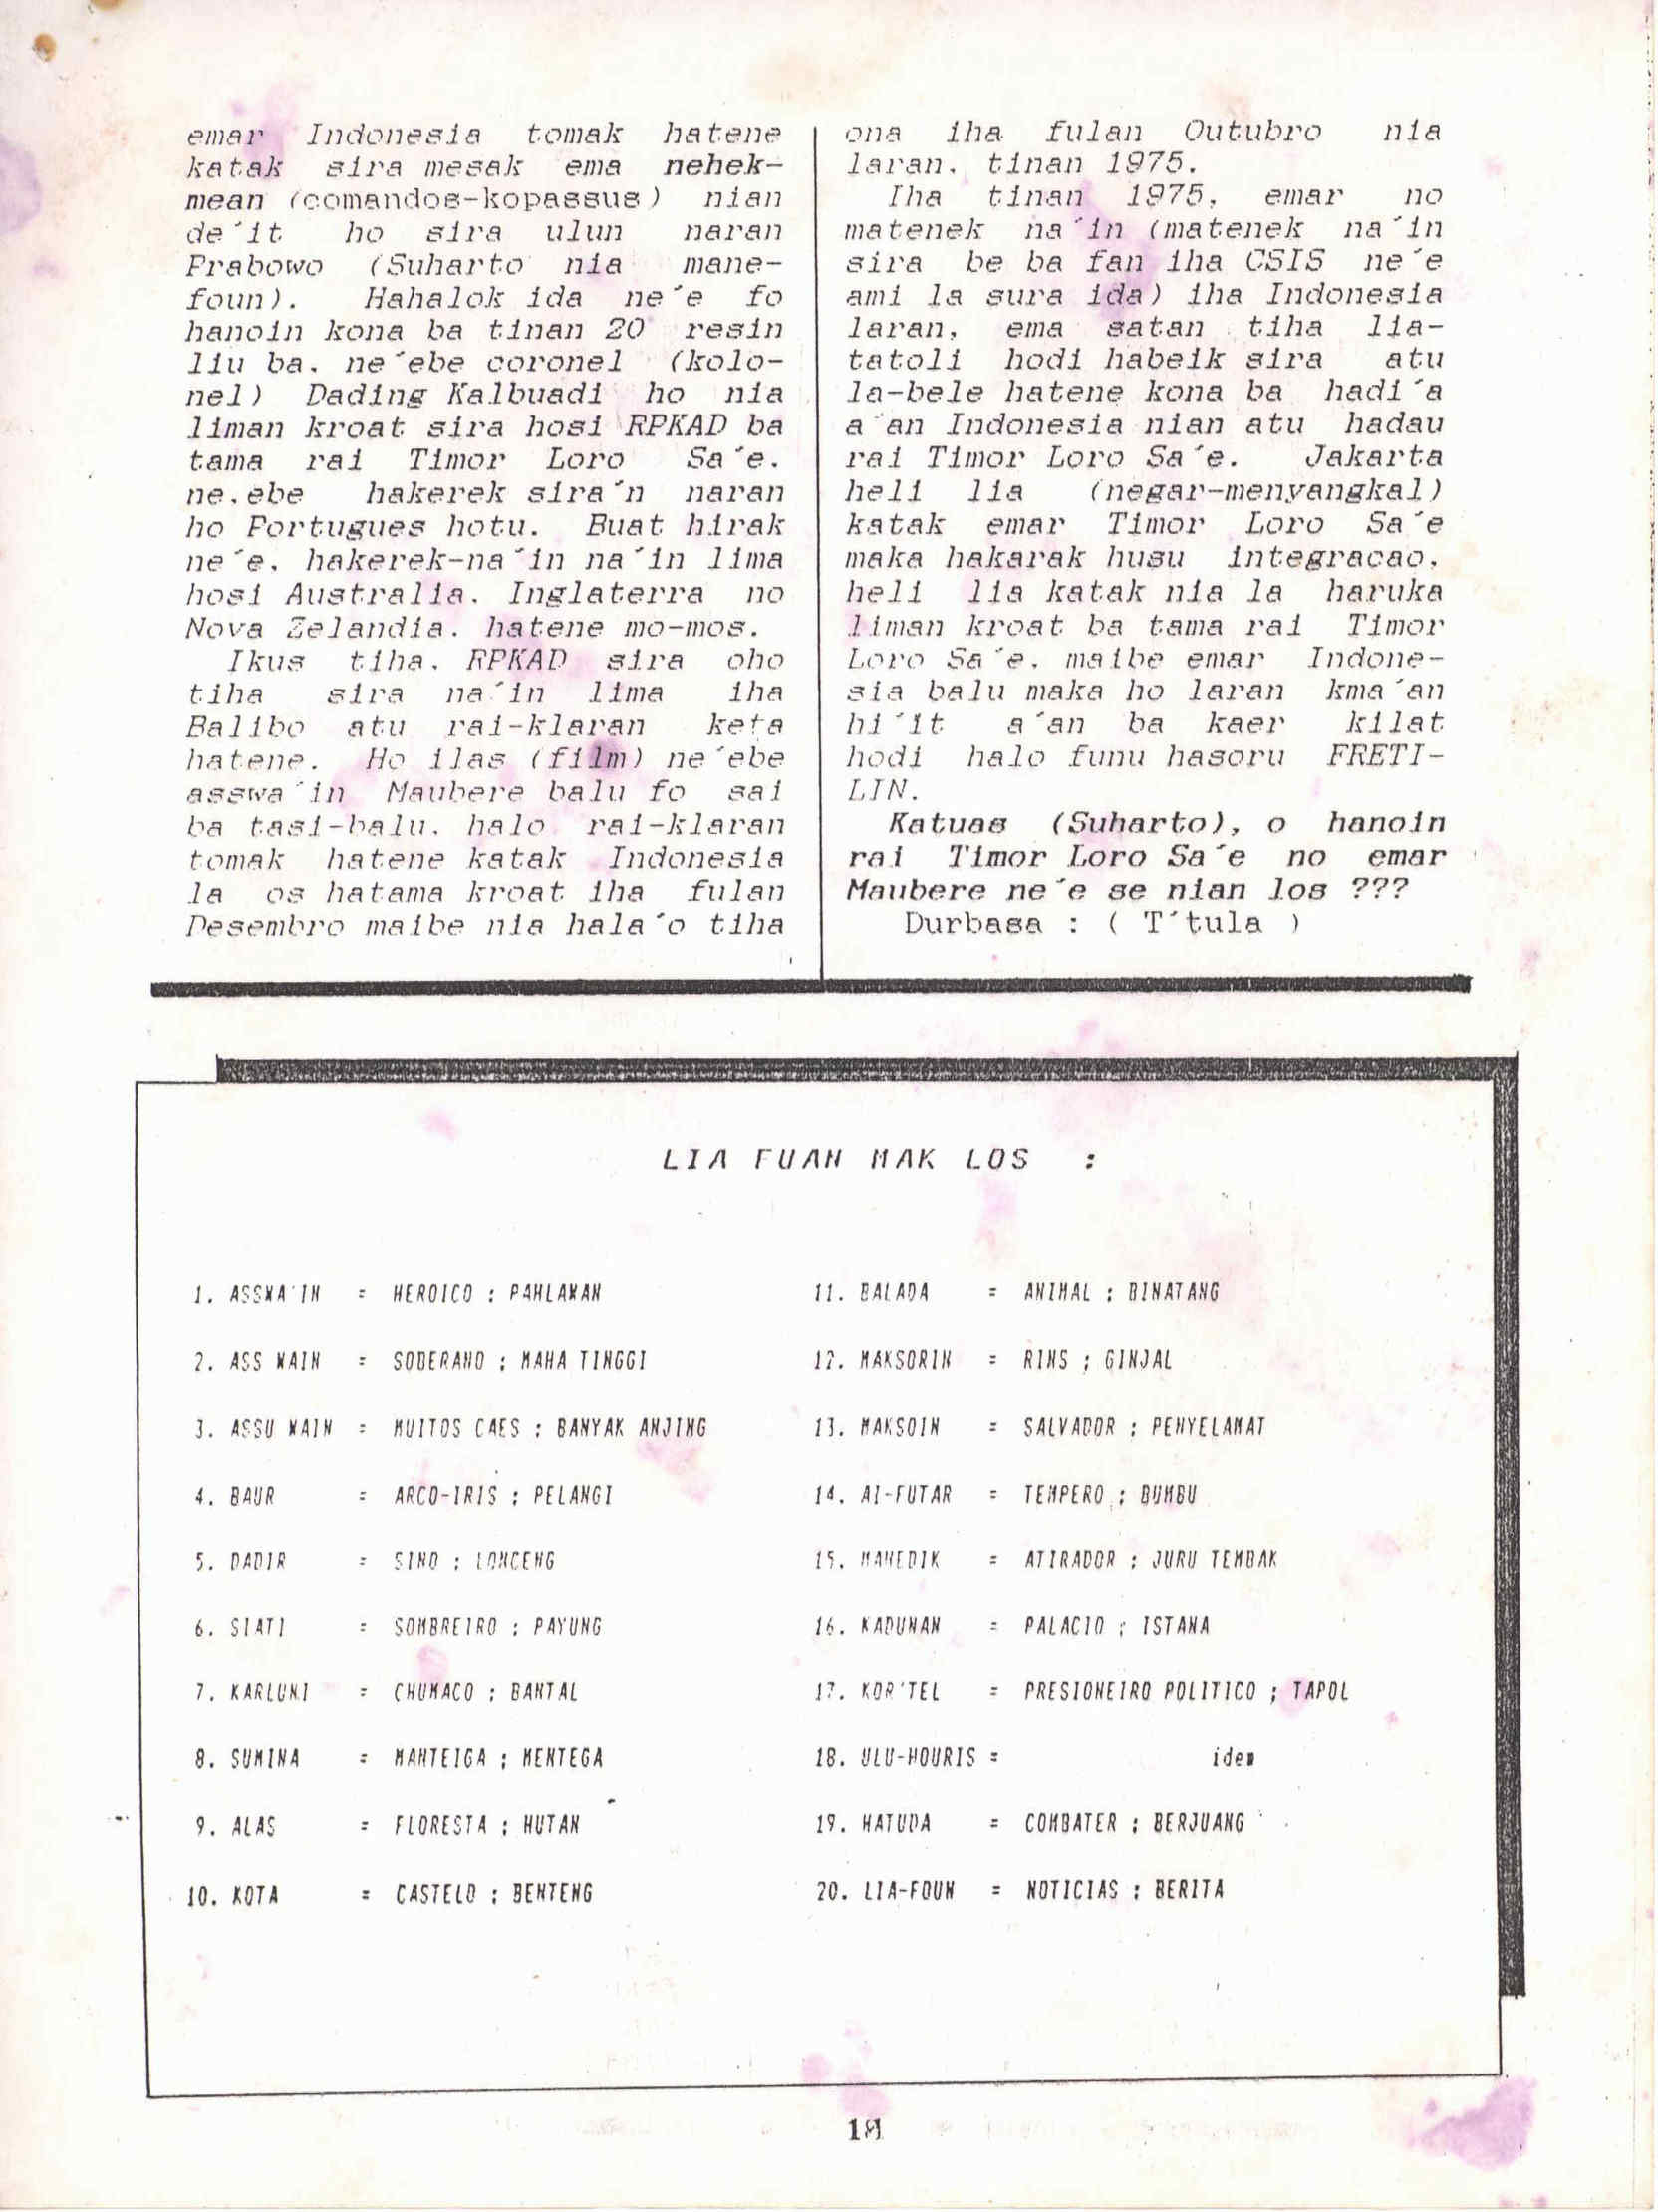 emar Indonesia tomak hatene
katak sira mesak ema nehek-
mean (comandos-kopassus) nian
de´it ho sira ulun naran
Prabowo (Suharto nia mane-
foun). Hahalok ida ne´e fo
hanoin kona ba tinan 20 resin
liu ba, ne´ebe coronel (kolo-
nel) Dading Kalbuadi ho nia
liman kroat sira hosi RPKAD ba
tama rai Timor Loro Sa´e,
ne,ebe hakerek sira´n naran
ho Portugues hotu. Buat hirak
ne´e, hakerek-na´in na´in lima
hosi Australia, Inglaterra no
Nova Zelandia, hatene mo-mos.
Ikus tiha, RPKAD sira oho
tiha sira na´in lima iha
Balibo atu rai-klaran keta
hatene. Ho ilas (film) ne´ebe
asswa´in Maubere balu fo sai
ba tasi-balu, halo rai-klaran
tomak hatene katak Indonesia
la os hatama kroat iha fulan
Desembro maibe nia hala´o tiha
ona iha fulan Outubro nia
laran, tinan 1975.
Iha tinan 1975, emar no
matenek na´in (matenek na´in
sira be ba fan iha CSIS ne´e
ami la sura ida) iha Indonesia
laran, ema satan tiha lia-
tatoli hodi habeik sira atu
la-bele hatene kona ba hadi´a
a´an Indonesia nian atu hadau
rai Timor Loro Sa´e. Jakarta
heli lia (negar-menyangkal)
katak emar Timor Loro Sa´e
maka hakarak husu integracao,
heli lia katak nia la haruka
liman kroat ba tama rai Timor
Loro Sa´e, maibe emar Indone-
sia balu maka ho laran kma´an
hi´it a´an ba kaer kilat
hodi halo funu hasoru FRETI-
LIN.
Katuas (Suharto), o hanoin
rai Timor Loro Sa´e no emar
Maubere ne´e se nian los ???
Durbasa : ( T´tula )
LIA FUAN MAK LOS :
1. ASSWA´IN = HEROICO ; PAHLAWAN
2. ASS WAIN = SOBERANO ; MAHA TINGGI
3. ASSU WAIN = MUITOS CAES ; BANYAK ANJING
4. BAUR = ARCO-IRIS ; PELANGI
5. DADIR = SINO ; LONCENG
6. SIATI = SOMBREIRO ; PAYUNG
7. KARLUNI = CHUMACO ; BANTAL
8. SUMINA = MANTEIGA ; MENTEGA
9. ALAS = FLORESTA ; HUTAN
10. KOTA = CASTELO ; BENTENG
11. BALADA = ANIMAL ; BINATANG
12. MAKSORIN = RINS ; GINJAL
13. MAKSOIN = SALVADOR ; PENYELAMAT
14. AI-FUTAR = TEMPERO ; BUMBU
15. MAHEDIK = ATIRADOR ; JURU TEMBAK
16. KADUNAN = PALACIO ; ISTANA
17. KOR´TEL = PRESIONEIRO POLITICO ; TAPOL
18. ULU-HOURIS = idem
19. HATUDA = COMBATER ; BERJUANG
20. LIA-FOUN = NOTICIAS ; BERITA